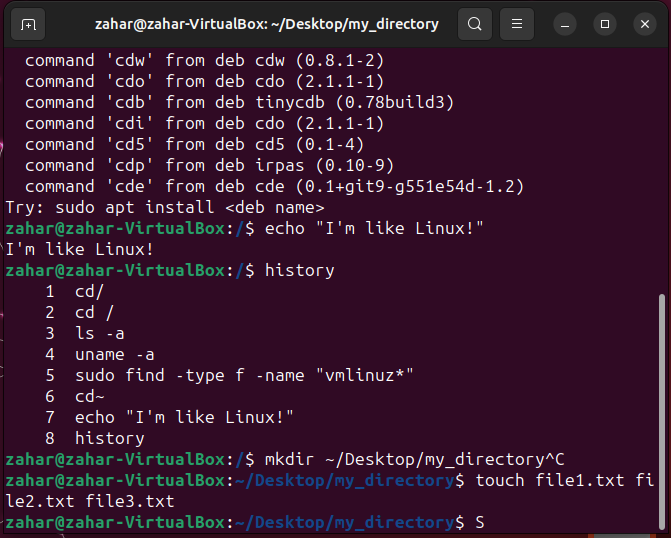 zahar@zahar-VirtualBox: ~/Desktop/my_directory
command 'cdw' from deb cdw (0.8.1-2)
command 'cdo' from deb cdo (2.1.1-1)
command 'cdb' from deb tinycdb (0.78build3)
command 'cdi' from deb cdo (2.1.1-1)
command 'cd5' from deb cd5 (0.1-4)
command 'cdp' from deb irpas (0.10-9)
command 'cde' from deb cde (0.1+git9-g551e54d-1.2)
Try: sudo apt install <deb name>
zahar@zahar-VirtualBox:/$ echo "I'm like Linux!"
I'm like Linux!
zahar@zahar-VirtualBox:/$ history
1 cd/
2 cd /
3 ls -a
4 uname -a
5 sudo find -type f -name "vmlinuz*"
6 cd~
7 echo "I'm like Linux!"
8 history
zahar@zahar-VirtualBox:/$ mkdir ~/Desktop/my_directory^C
zahar@zahar-VirtualBox:~/Desktop/my_directory$ touch file1.txt fi
le2.txt file3.txt
zahar@zahar-VirtualBox:~/Desktop/my_directory$ S